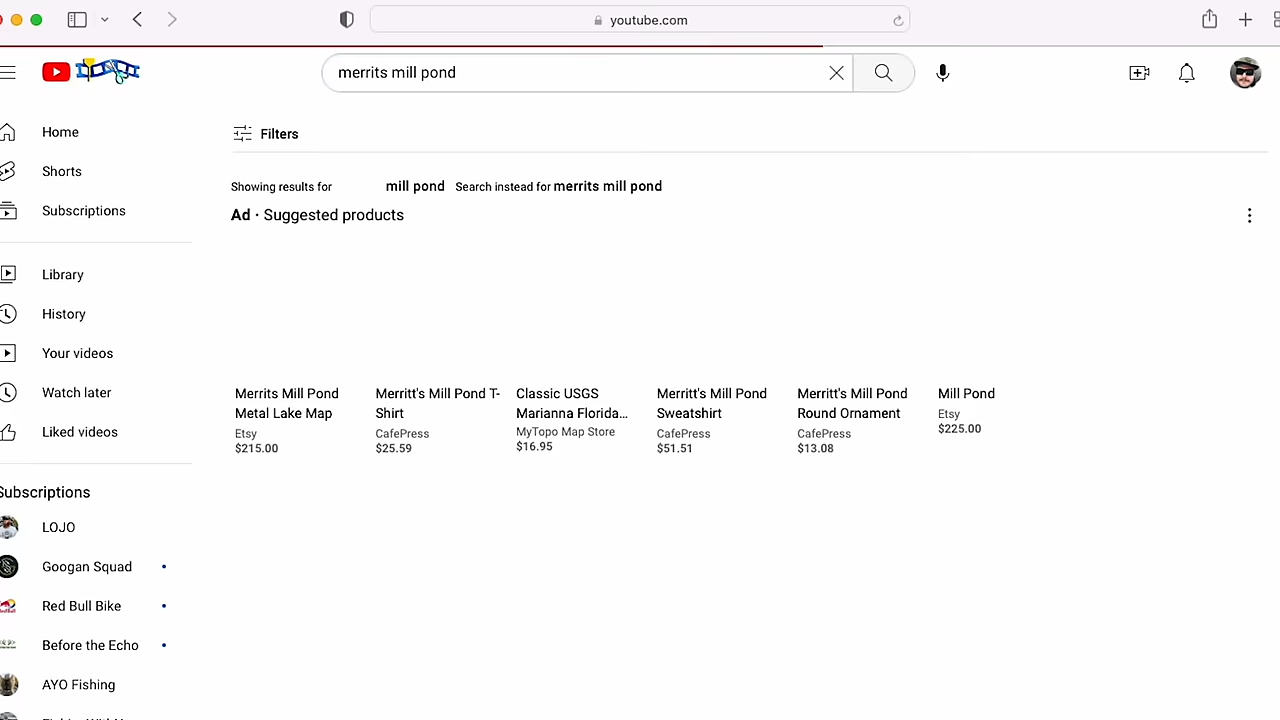 youtube.com
merrits mill pond
Home
Shorts
Subscriptions
Library
History
Your videos
Watch later
Liked videos
Subscriptions
LOJO
Googan Squad
Red Bull Bike
Before the Echo
AYO Fishing
Filters
Showing results for mill pond Search instead for merrits mill pond
Ad · Suggested products
Merrits Mill Pond
Metal Lake Map
Etsy
$215.00
Merritt's Mill Pond T-
Shirt
CafePress
$25.59
Classic USGS
Marianna Florida...
MyTopo Map Store
$16.95
Merritt's Mill Pond
Sweatshirt
CafePress
$51.51
Merritt's Mill Pond
Round Ornament
CafePress
$13.08
Mill Pond
Etsy
$225.00